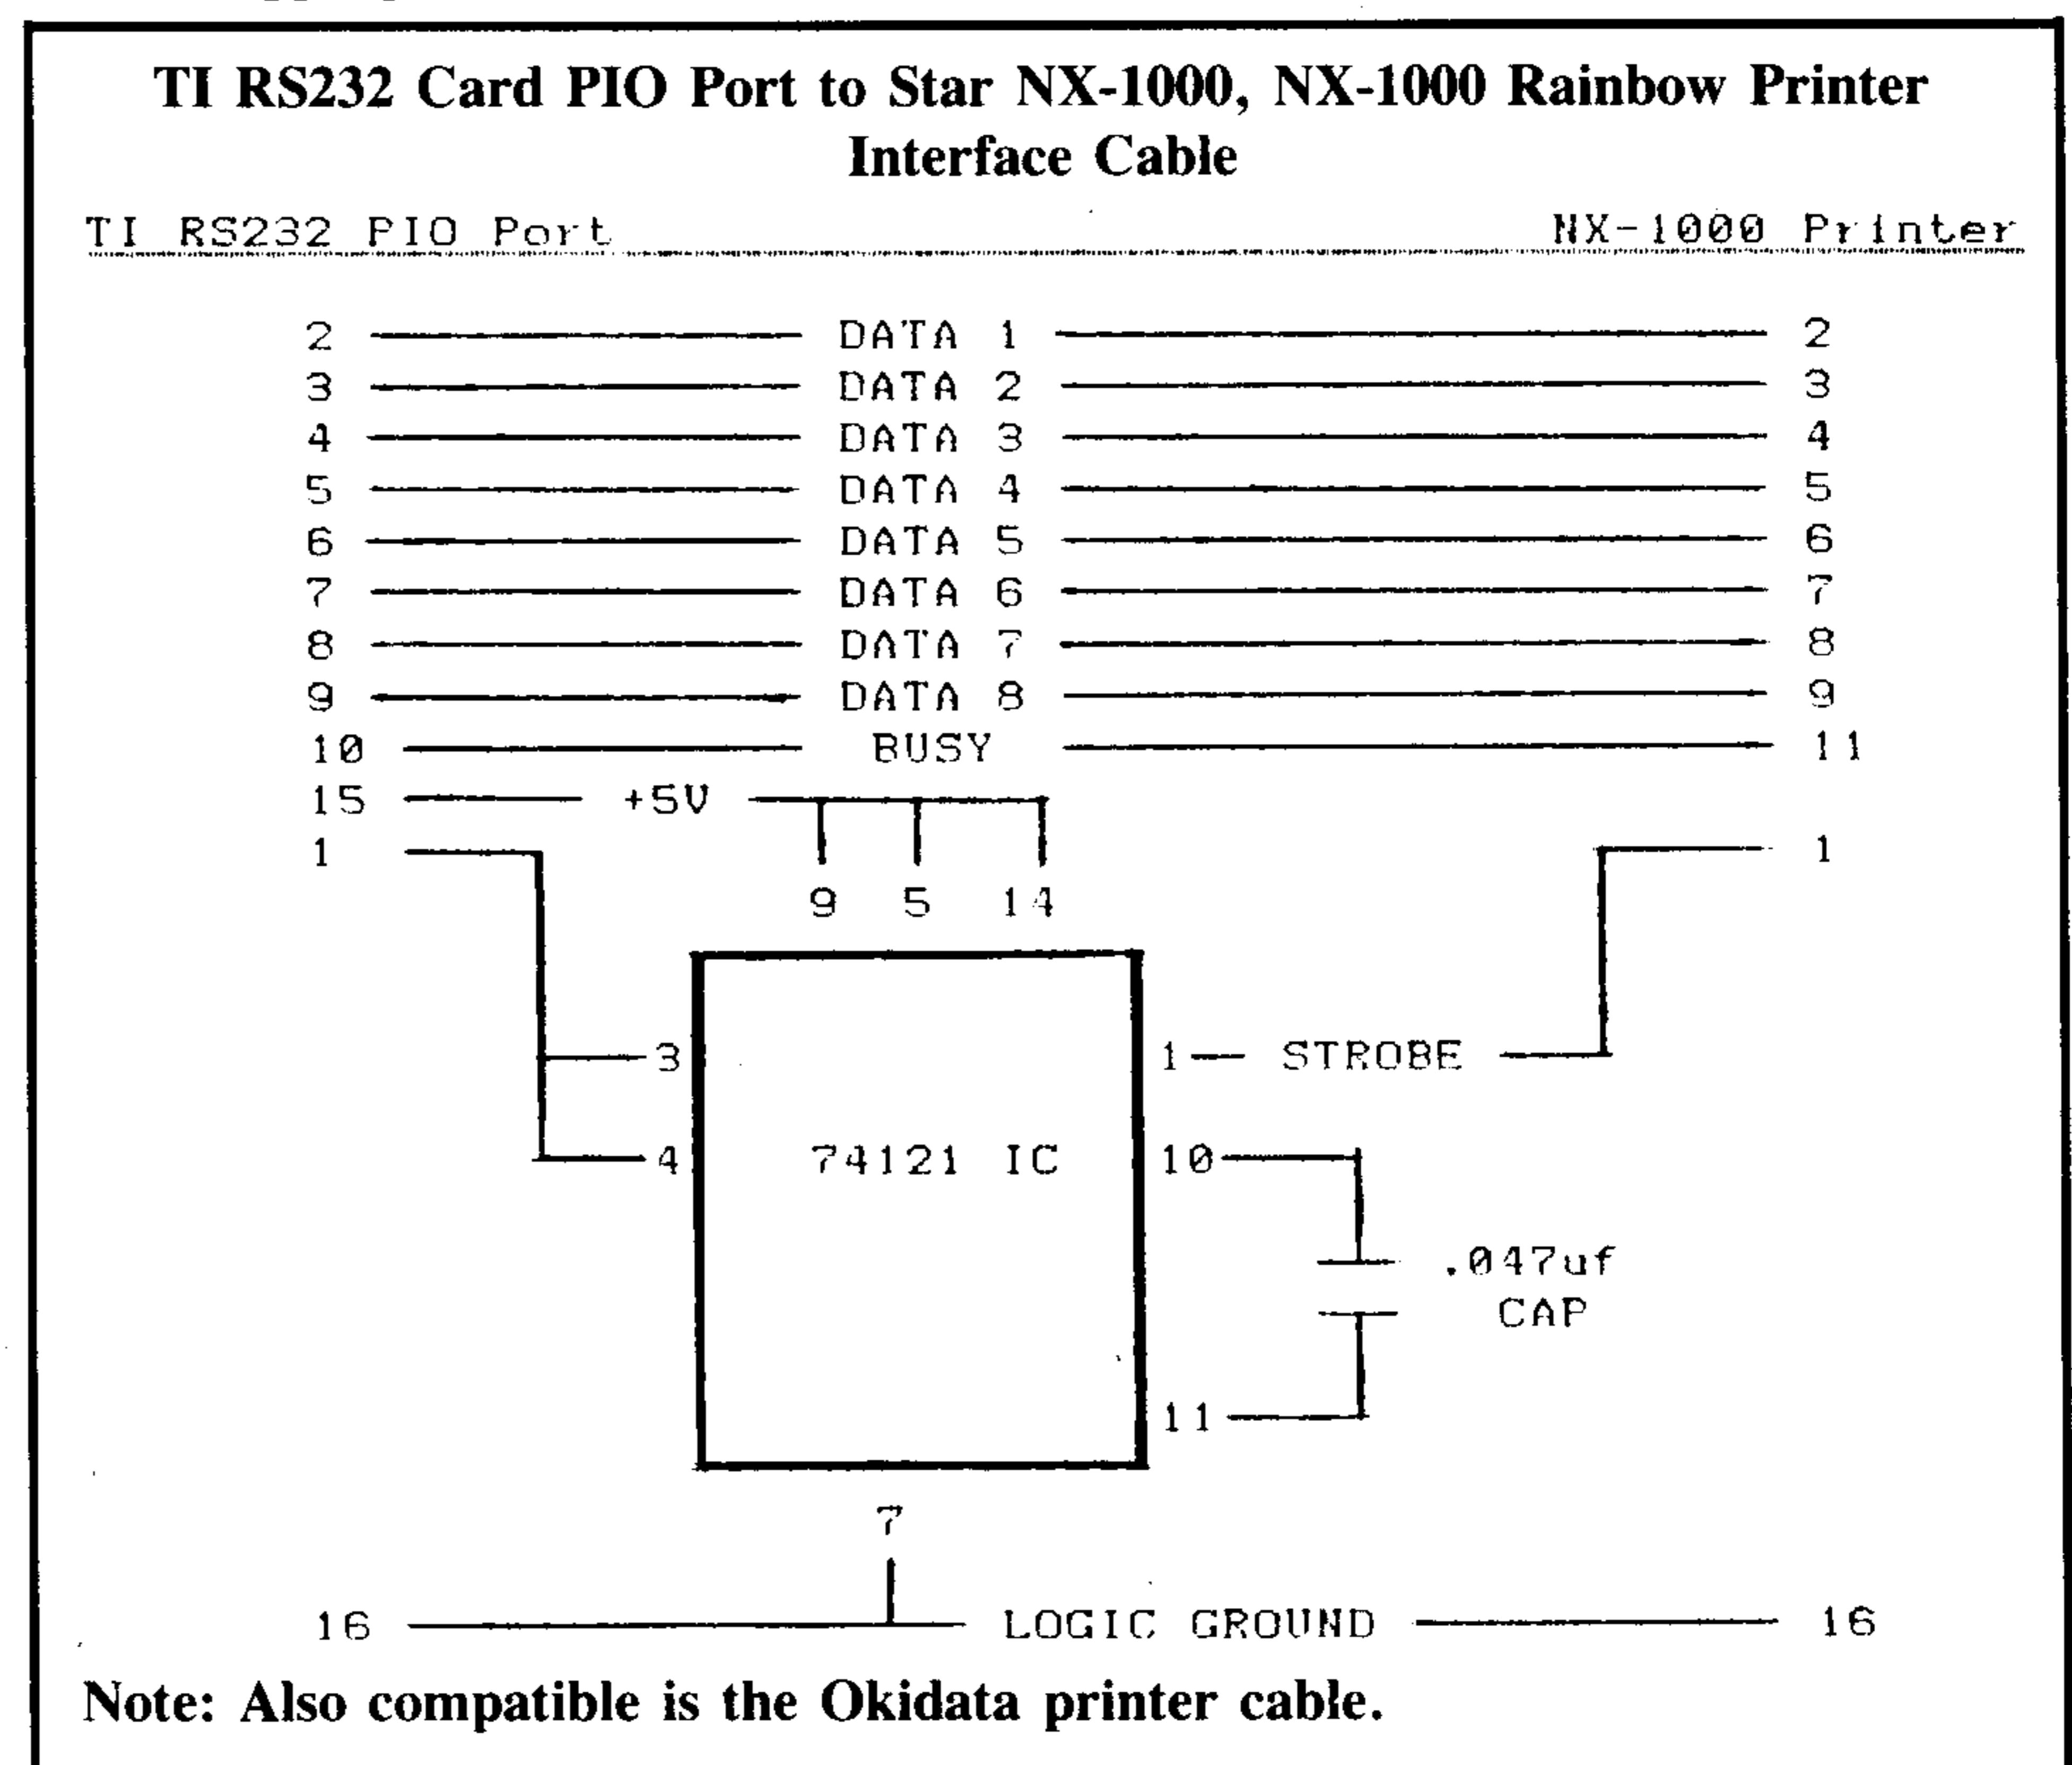 TI RS232 Card PIO Port to Star NX-1000, NX-1000 Rainbow Printer
Interface Cable
TI RS232 PIO Port NX-1000 Printer
2 DATA 1 2
3 DATA 2 3
4 DATA 3 4
5 DATA 4 5
6 DATA 5 6
7 DATA 6 7
8 DATA 7 8
9 DATA 8 9
10 BUSY 11
15 +5V
1 1
9 5 14
3 1 STROBE
4 74121 IC 10
.047uf
CAP
11
7
16 LOGIC GROUND 16
Note: Also compatible is the Okidata printer cable.